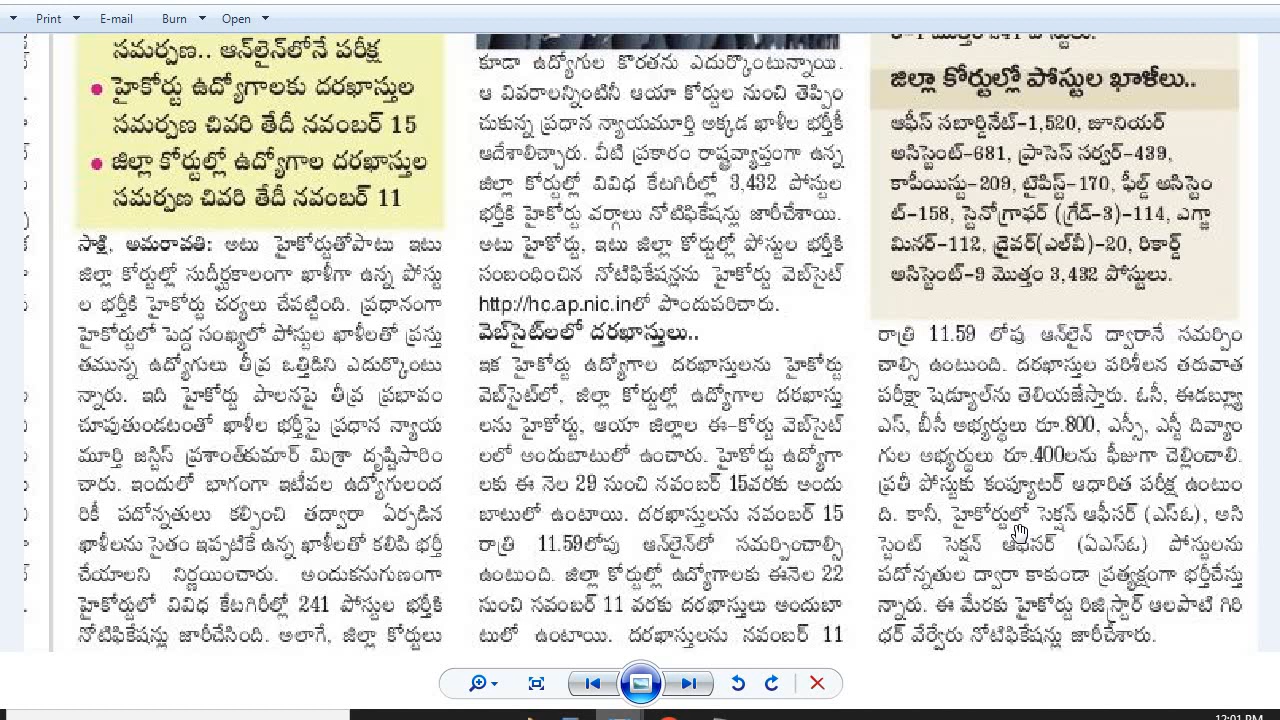 Print
E-mail
Burn
Open
సమర్పణ.. ఆన్‌లైన్‌లోనే పరీక్ష
● హైకోర్టు ఉద్యోగాలకు దరఖాస్తుల
సమర్పణ చివరి తేదీ నవంబర్ 15
● జిల్లా కోర్టుల్లో ఉద్యోగాల దరఖాస్తుల
సమర్పణ చివరి తేదీ నవంబర్ 11
సాక్షి, అమరావతి: అటు హైకోర్టుతోపాటు ఇటు
జిల్లా కోర్టుల్లో సుదీర్ఘకాలంగా ఖాళీగా ఉన్న పోస్టు
ల భర్తీకి హైకోర్టు చర్యలు చేపట్టింది. ప్రధానంగా
హైకోర్టులో పెద్ద సంఖ్యలో పోస్టుల ఖాళీలతో ప్రస్తు
తమున్న ఉద్యోగులు తీవ్ర ఒత్తిడిని ఎదుర్కొంటు
న్నారు. ఇది హైకోర్టు పాలనపై తీవ్ర ప్రభావం
చూపుతుండటంతో ఖాళీల భర్తీపై ప్రధాన న్యాయ
మూర్తి జస్టిస్ ప్రశాంత్‌కుమార్ మిశ్రా దృష్టిసారిం
చారు. ఇందులో భాగంగా ఇటీవల ఉద్యోగులంద
రికీ పదోన్నతులు కల్పించి తద్వారా ఏర్పడిన
ఖాళీలను సైతం ఇప్పటికే ఉన్న ఖాళీలతో కలిపి భర్తీ
చేయాలని నిర్ణయించారు. అందుకనుగుణంగా
హైకోర్టులో వివిధ కేటగిరీల్లో 241 పోస్టుల భర్తీకి
నోటిఫికేషన్లు జారీచేసింది. అలాగే, జిల్లా కోర్టులు
కూడా ఉద్యోగుల కొరతను ఎదుర్కొంటున్నాయి.
ఆ వివరాలన్నింటినీ ఆయా కోర్టుల నుంచి తెప్పిం
చుకున్న ప్రధాన న్యాయమూర్తి అక్కడ ఖాళీల భర్తీకీ
ఆదేశాలిచ్చారు. వీటి ప్రకారం రాష్ట్రవ్యాప్తంగా ఉన్న
జిల్లా కోర్టుల్లో వివిధ కేటగిరీల్లో 3,432 పోస్టుల
భర్తీకి హైకోర్టు వర్గాలు నోటిఫికేషన్లు జారీచేశాయి.
అటు హైకోర్టు, ఇటు జిల్లా కోర్టుల్లో పోస్టుల భర్తీకి
సంబంధించిన నోటిఫికేషన్లను హైకోర్టు వెబ్‌సైట్
http://hc.ap.nic.inలో పొందుపరిచారు.
వెబ్‌సైట్‌లలో దరఖాస్తులు..
ఇక హైకోర్టు ఉద్యోగాల దరఖాస్తులను హైకోర్టు
వెబ్‌సైట్‌లో, జిల్లా కోర్టుల్లో ఉద్యోగాల దరఖాస్తు
లను హైకోర్టు, ఆయా జిల్లాల ఈ–కోర్టు వెబ్‌సైట్
లలో అందుబాటులో ఉంచారు. హైకోర్టు ఉద్యోగా
లకు ఈ నెల 29 నుంచి నవంబర్ 15వరకు అందు
బాటులో ఉంటాయి. దరఖాస్తులను నవంబర్ 15
రాత్రి 11.59లోపు ఆన్‌లైన్‌లో సమర్పించాల్సి
ఉంటుంది. జిల్లా కోర్టుల్లో ఉద్యోగాలకు ఈనెల 22
నుంచి నవంబర్ 11 వరకు దరఖాస్తులు అందుబా
టులో ఉంటాయి. దరఖాస్తులను నవంబర్ 11
జిల్లా కోర్టుల్లో పోస్టుల ఖాళీలు..
ఆఫీస్ సబార్డినేట్–1,520, జూనియర్
అసిస్టెంట్–681, ప్రాసెస్ సర్వర్–439,
కాపీయిస్టు–209, టైపిస్ట్–170, ఫీల్డ్ అసిస్టెం
ట్–158, స్టెనోగ్రాఫర్ (గ్రేడ్–3)–114, ఎగ్జా
మినర్–112, డ్రైవర్(ఎల్‌వీ)–20, రికార్డ్
అసిస్టెంట్–9 మొత్తం 3,432 పోస్టులు.
రాత్రి 11.59 లోపు ఆన్‌లైన్ ద్వారానే సమర్పిం
చాల్సి ఉంటుంది. దరఖాస్తుల పరిశీలన తరువాత
పరీక్షా షెడ్యూల్‌ను తెలియజేస్తారు. ఓసీ, ఈడబ్ల్యూ
ఎస్, బీసీ అభ్యర్థులు రూ.800, ఎస్సీ, ఎస్టీ దివ్యాం
గుల అభ్యర్థులు రూ.400లను ఫీజుగా చెల్లించాలి.
ప్రతీ పోస్టుకు కంప్యూటర్ ఆధారిత పరీక్ష ఉంటుం
ది. కానీ, హైకోర్టుల్లో సెక్షన్ ఆఫీసర్ (ఎస్ఓ), అసి
స్టెంట్ సెక్షన్ ఆఫీసర్ (ఏఎస్ఓ) పోస్టులను
పదోన్నతుల ద్వారా కాకుండా ప్రత్యక్షంగా భర్తీచేస్తు
న్నారు. ఈ మేరకు హైకోర్టు రిజిస్ట్రార్ ఆలపాటి గిరి
ధర్ వేర్వేరు నోటిఫికేషన్లు జారీచేశారు.